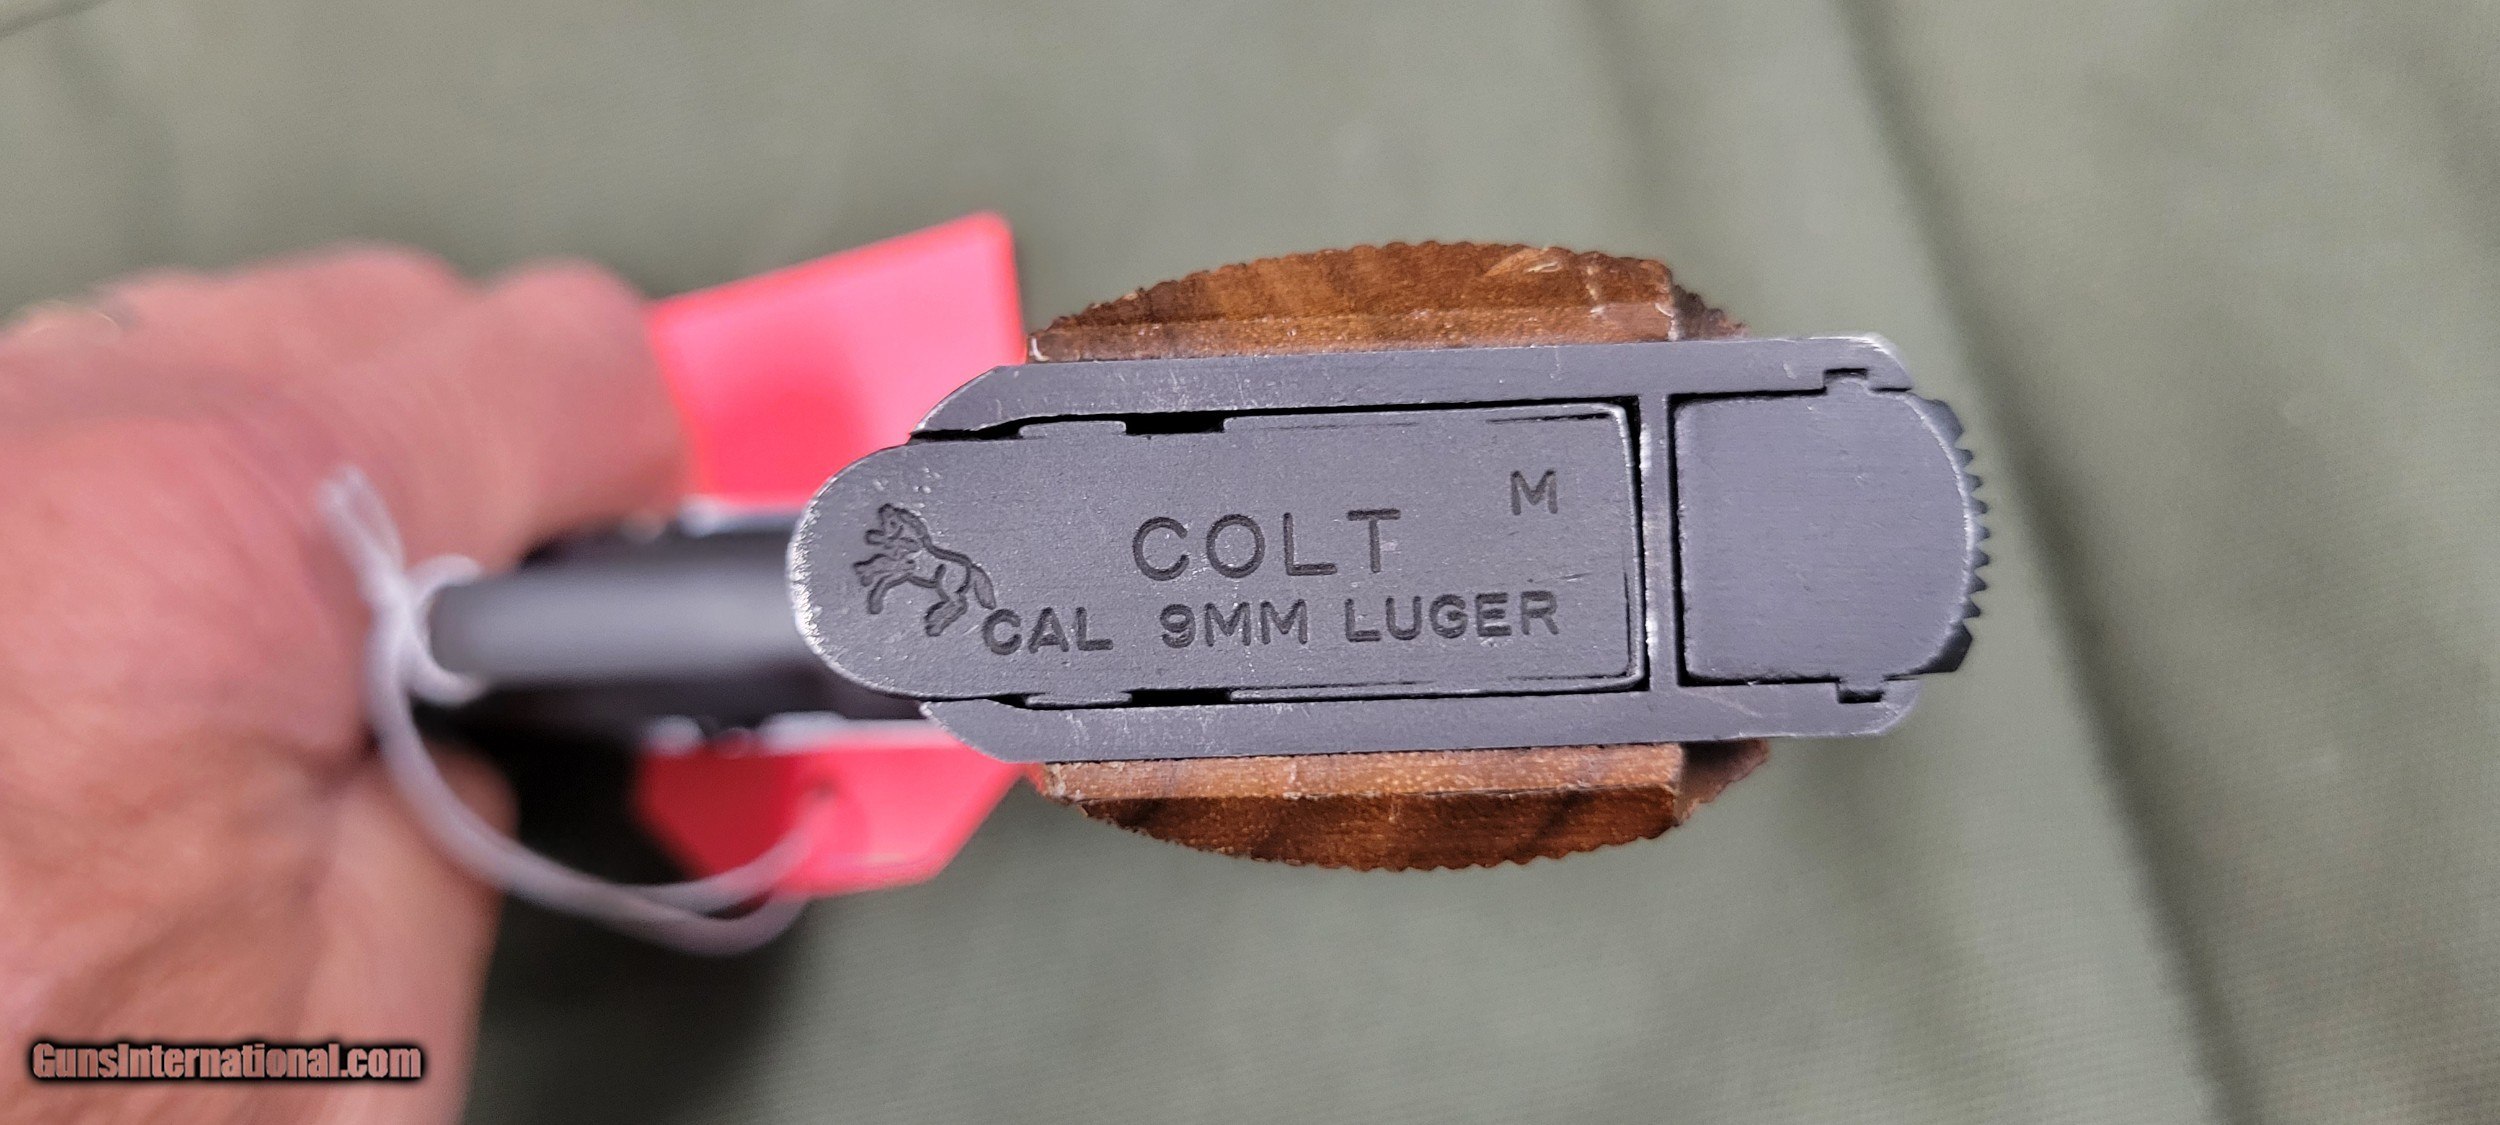 M
COLT
CAL 9MM LUGER
GunsInternational.com